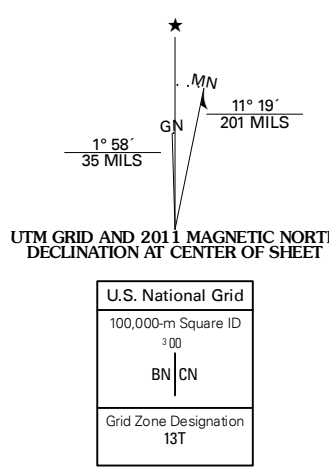 ★
MN
GN
11° 19´
201 MILS
1° 58´
35 MILS
UTM GRID AND 2011 MAGNETIC NORTH
DECLINATION AT CENTER OF SHEET
U.S. National Grid
100,000-m Square ID
300
BN CN
Grid Zone Designation
13T